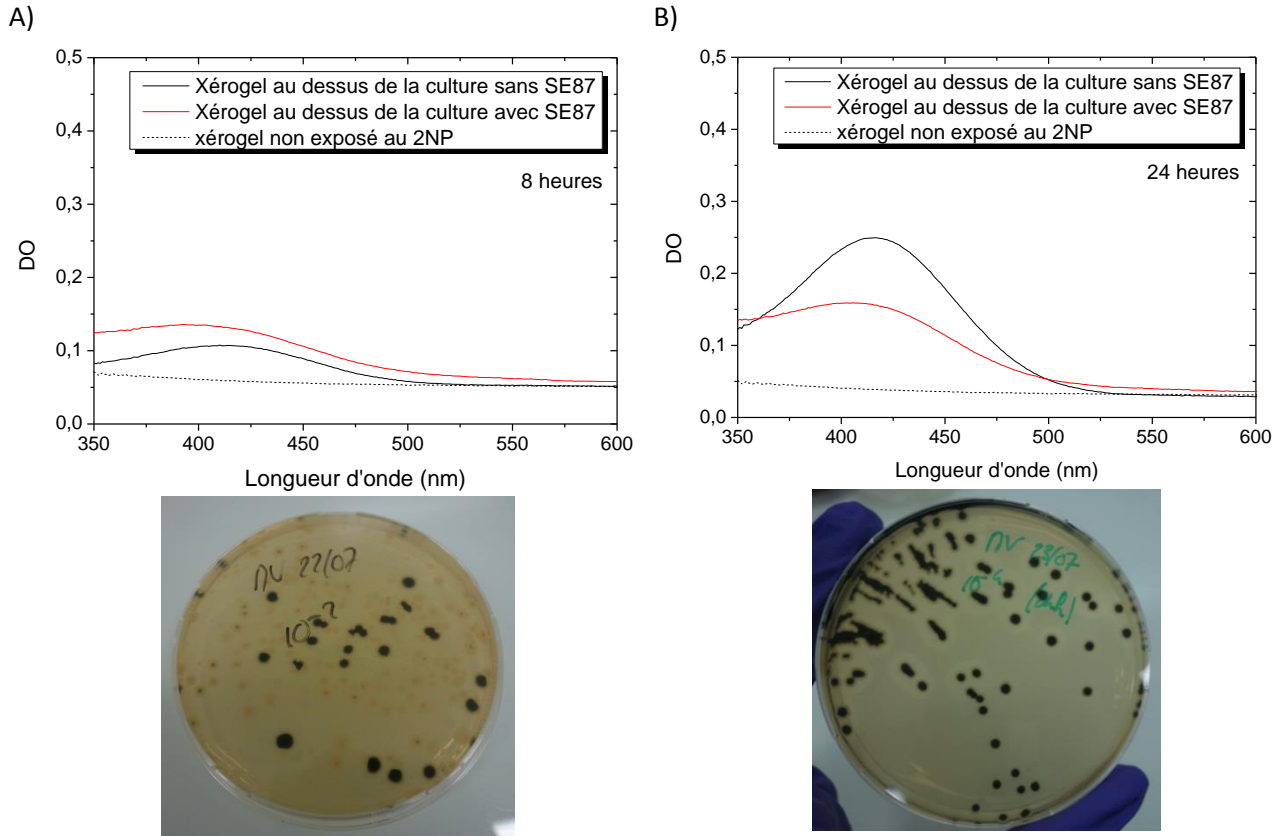 A)
B)
0,5
0,4
0,3
0,2
0,1
0,0
DO
Xérogel au dessus de la culture sans SE87
Xérogel au dessus de la culture avec SE87
xérogel non exposé au 2NP
8 heures
350
400
450
500
550
600
Longueur d'onde (nm)
0,5
0,4
0,3
0,2
0,1
0,0
DO
Xérogel au dessus de la culture sans SE87
Xérogel au dessus de la culture avec SE87
xérogel non exposé au 2NP
24 heures
350
400
450
500
550
600
Longueur d'onde (nm)
22/07
10⁻²
23/07